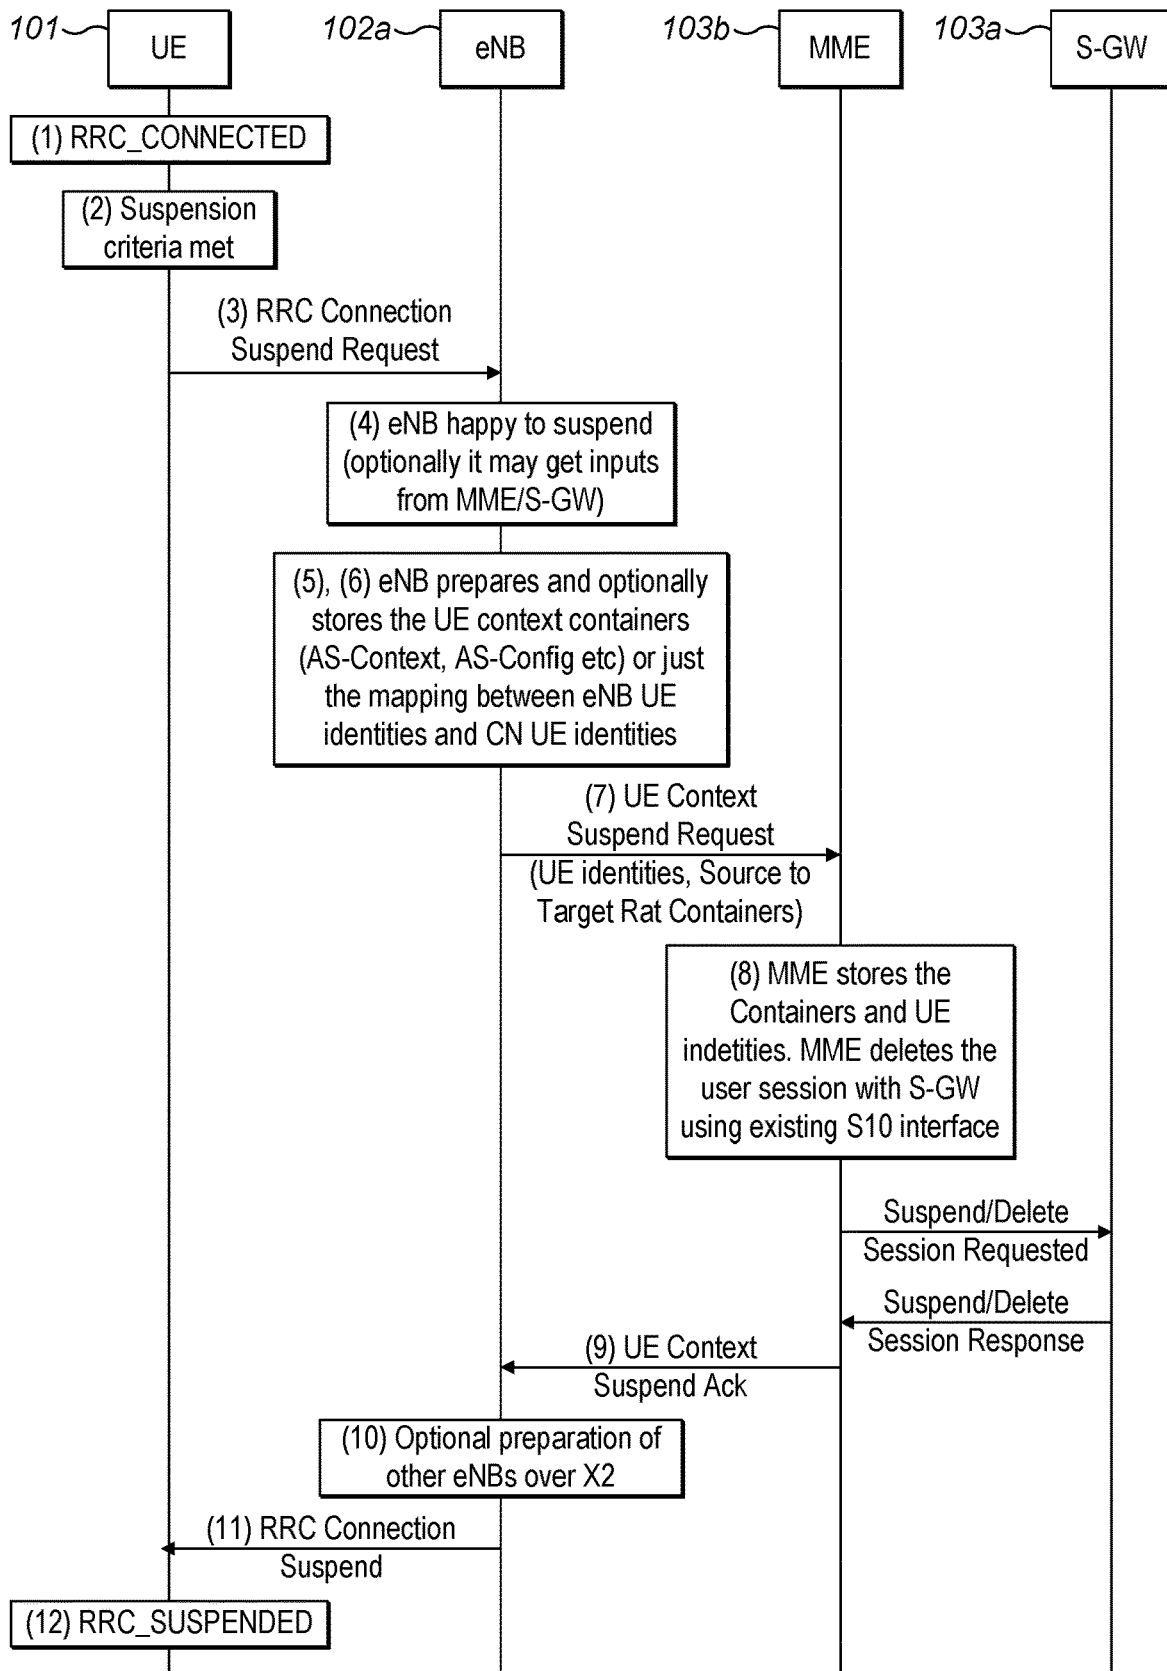 101
UE
102a
eNB
103b
MME
103a
S-GW
(1) RRC_CONNECTED
(2) Suspension
criteria met
(3) RRC Connection
Suspend Request
(4) eNB happy to suspend
(optionally it may get inputs
from MME/S-GW)
(5), (6) eNB prepares and optionally
stores the UE context containers
(AS-Context, AS-Config etc) or just
the mapping between eNB UE
identities and CN UE identities
(7) UE Context
Suspend Request
(UE identities, Source to
Target Rat Containers)
(8) MME stores the
Containers and UE
indetities. MME deletes the
user session with S-GW
using existing S10 interface
Suspend/Delete
Session Requested
Suspend/Delete
Session Response
(9) UE Context
Suspend Ack
(10) Optional preparation of
other eNBs over X2
(11) RRC Connection
Suspend
(12) RRC_SUSPENDED